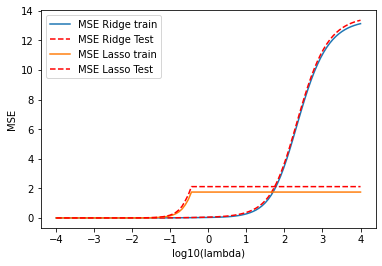 14
12
10
8
6
4
2
0
MSE
MSE Ridge train
MSE Ridge Test
MSE Lasso train
MSE Lasso Test
−4
−3
−2
−1
0
1
2
3
4
log10(lambda)